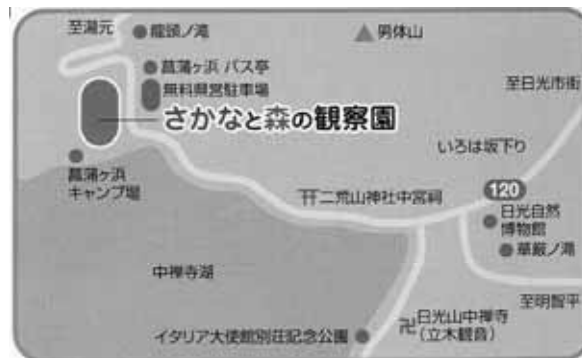 至湯元
竜頭ノ滝
男体山
菖蒲ヶ浜 バス亭
無料県営駐車場
至日光市街
さかなと森の観察園
いろは坂下り
菖蒲ヶ浜
キャンプ場
二荒山神社中宮祠
120
日光自然
博物館
華厳ノ滝
中禅寺湖
至明智平
日光山中禅寺
(立木観音)
イタリア大使館別荘記念公園